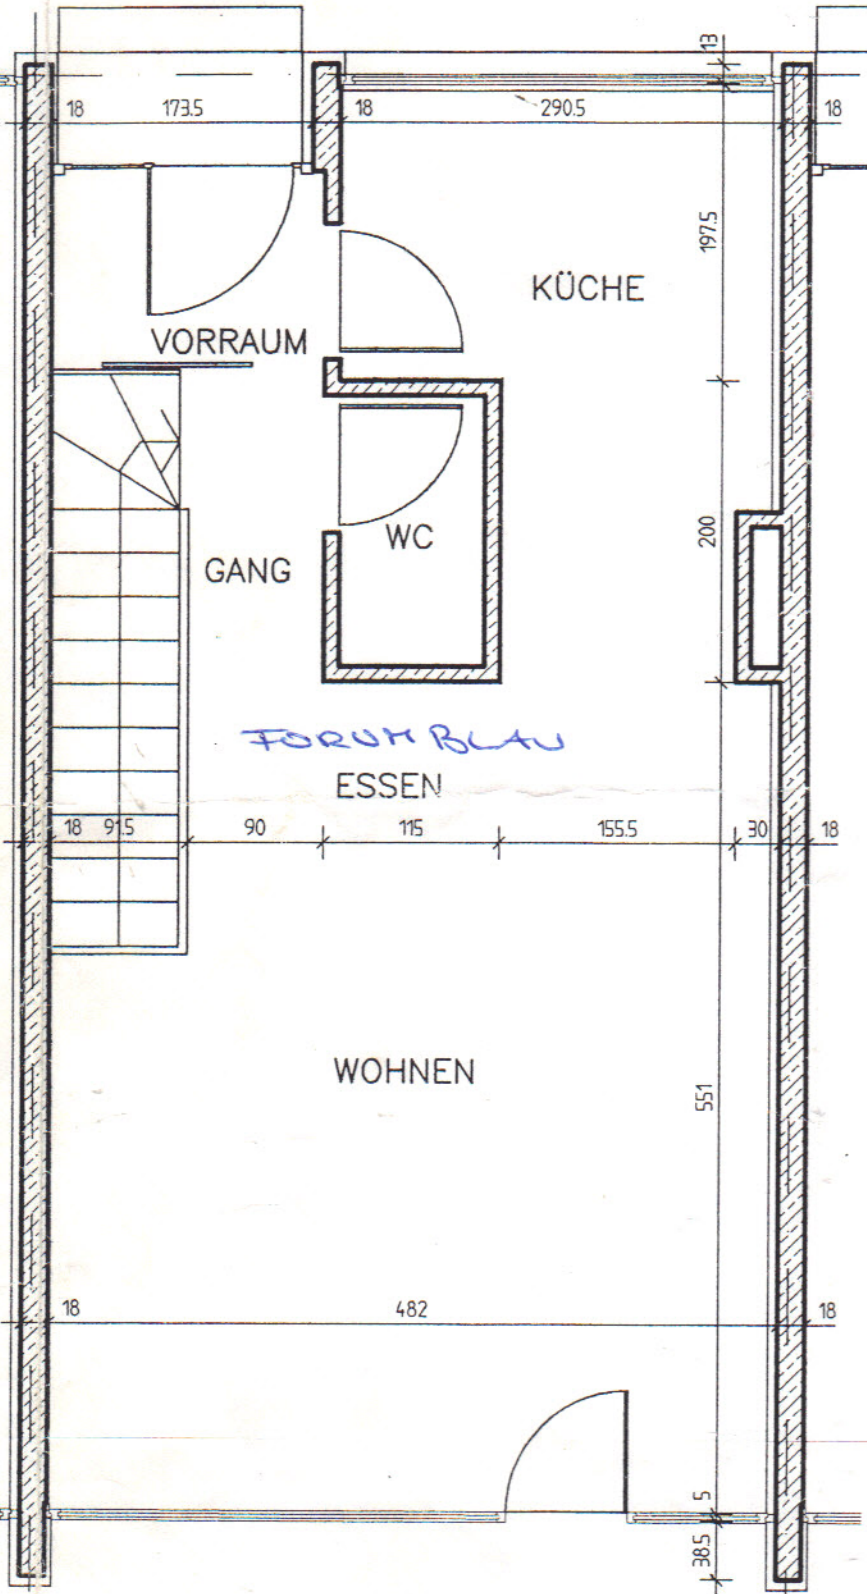 13
18 173.5 18 290.5 18
197.5
KÜCHE
VORRAUM
200
WC
GANG
FORUM BLAU
ESSEN
18 91.5 90 115 155.5 30 18
WOHNEN
551
18 482 18
5
38.5